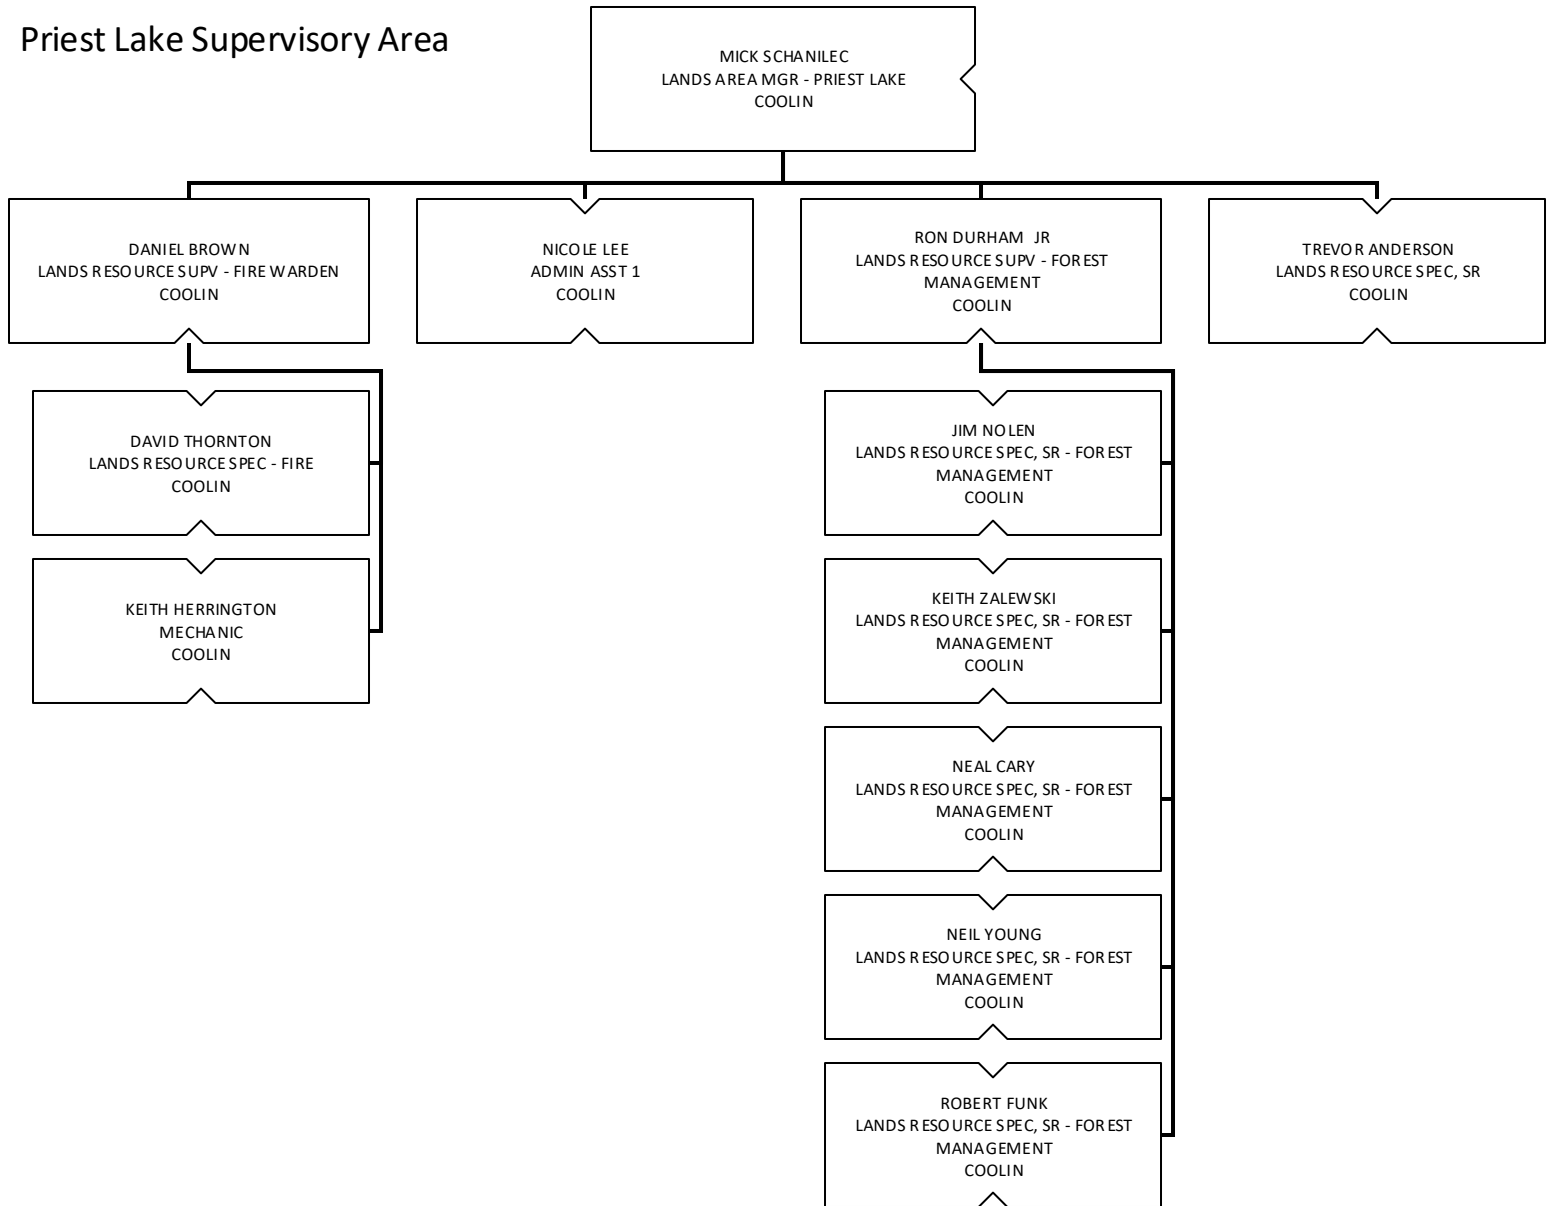 Priest Lake Supervisory Area
MICK SCHANILEC
LANDS AREA MGR - PRIEST LAKE
COOLIN
DANIEL BROWN
LANDS RESOURCE SUPV - FIRE WARDEN
COOLIN
NICOLE LEE
ADMIN ASST 1
COOLIN
RON DURHAM JR
LANDS RESOURCE SUPV - FOREST
MANAGEMENT
COOLIN
TREVOR ANDERSON
LANDS RESOURCE SPEC, SR
COOLIN
DAVID THORNTON
LANDS RESOURCE SPEC - FIRE
COOLIN
KEITH HERRINGTON
MECHANIC
COOLIN
JIM NOLEN
LANDS RESOURCE SPEC, SR - FOREST
MANAGEMENT
COOLIN
KEITH ZALEWSKI
LANDS RESOURCE SPEC, SR - FOREST
MANAGEMENT
COOLIN
NEAL CARY
LANDS RESOURCE SPEC, SR - FOREST
MANAGEMENT
COOLIN
NEIL YOUNG
LANDS RESOURCE SPEC, SR - FOREST
MANAGEMENT
COOLIN
ROBERT FUNK
LANDS RESOURCE SPEC, SR - FOREST
MANAGEMENT
COOLIN